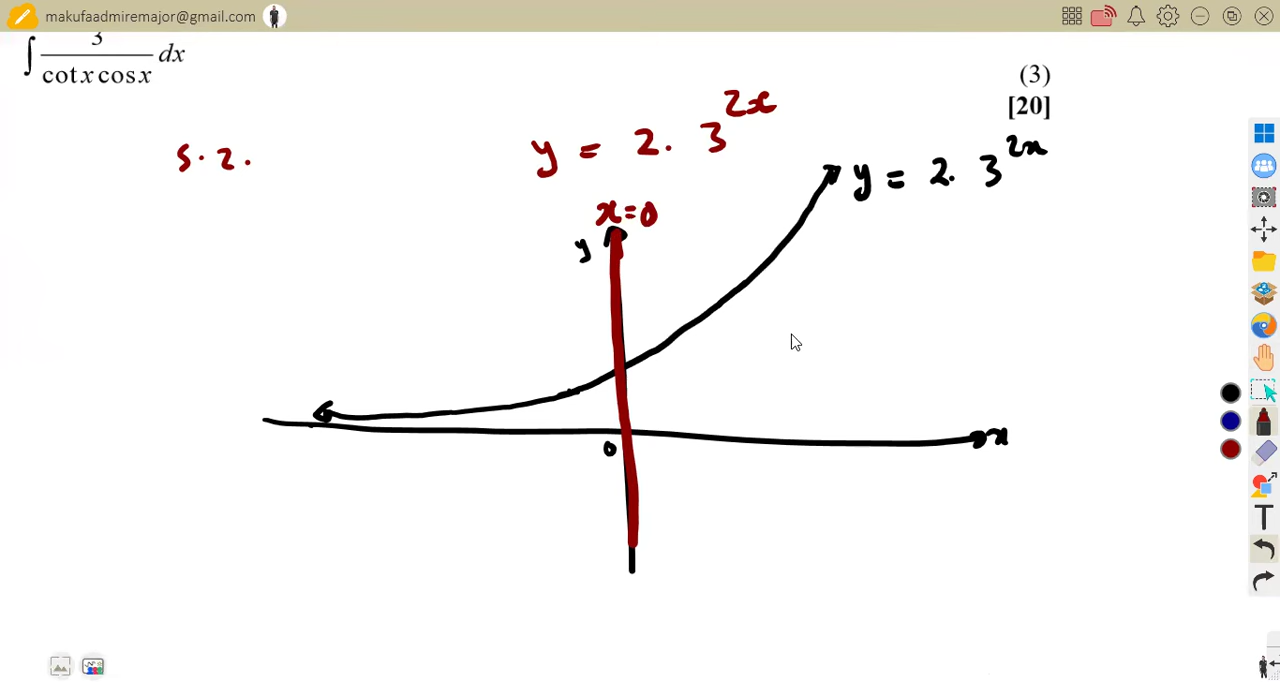 makufaadmiremajor@gmail.com
∫ 3 / (cot x cos x) dx
(3)
[20]
5.2.
y = 2. 3^{2x}
y = 2. 3^{2x}
x=0
y
0
x
T